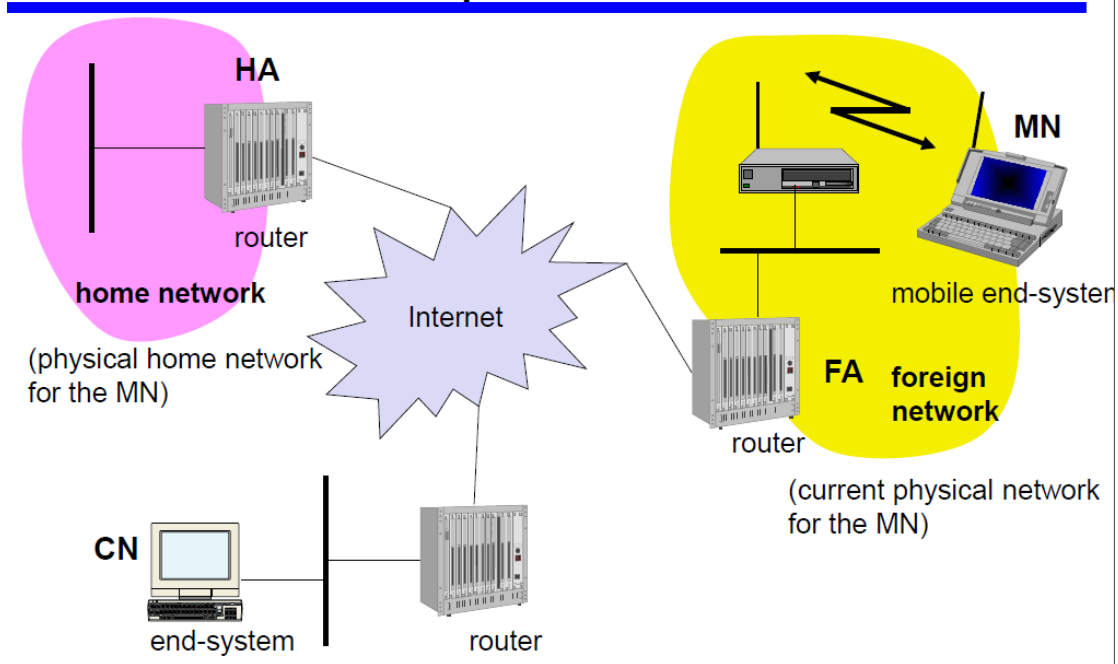 HA
router
home network
(physical home network
for the MN)
Internet
MN
mobile end-system
FA
foreign
network
router
(current physical network
for the MN)
CN
end-system
router